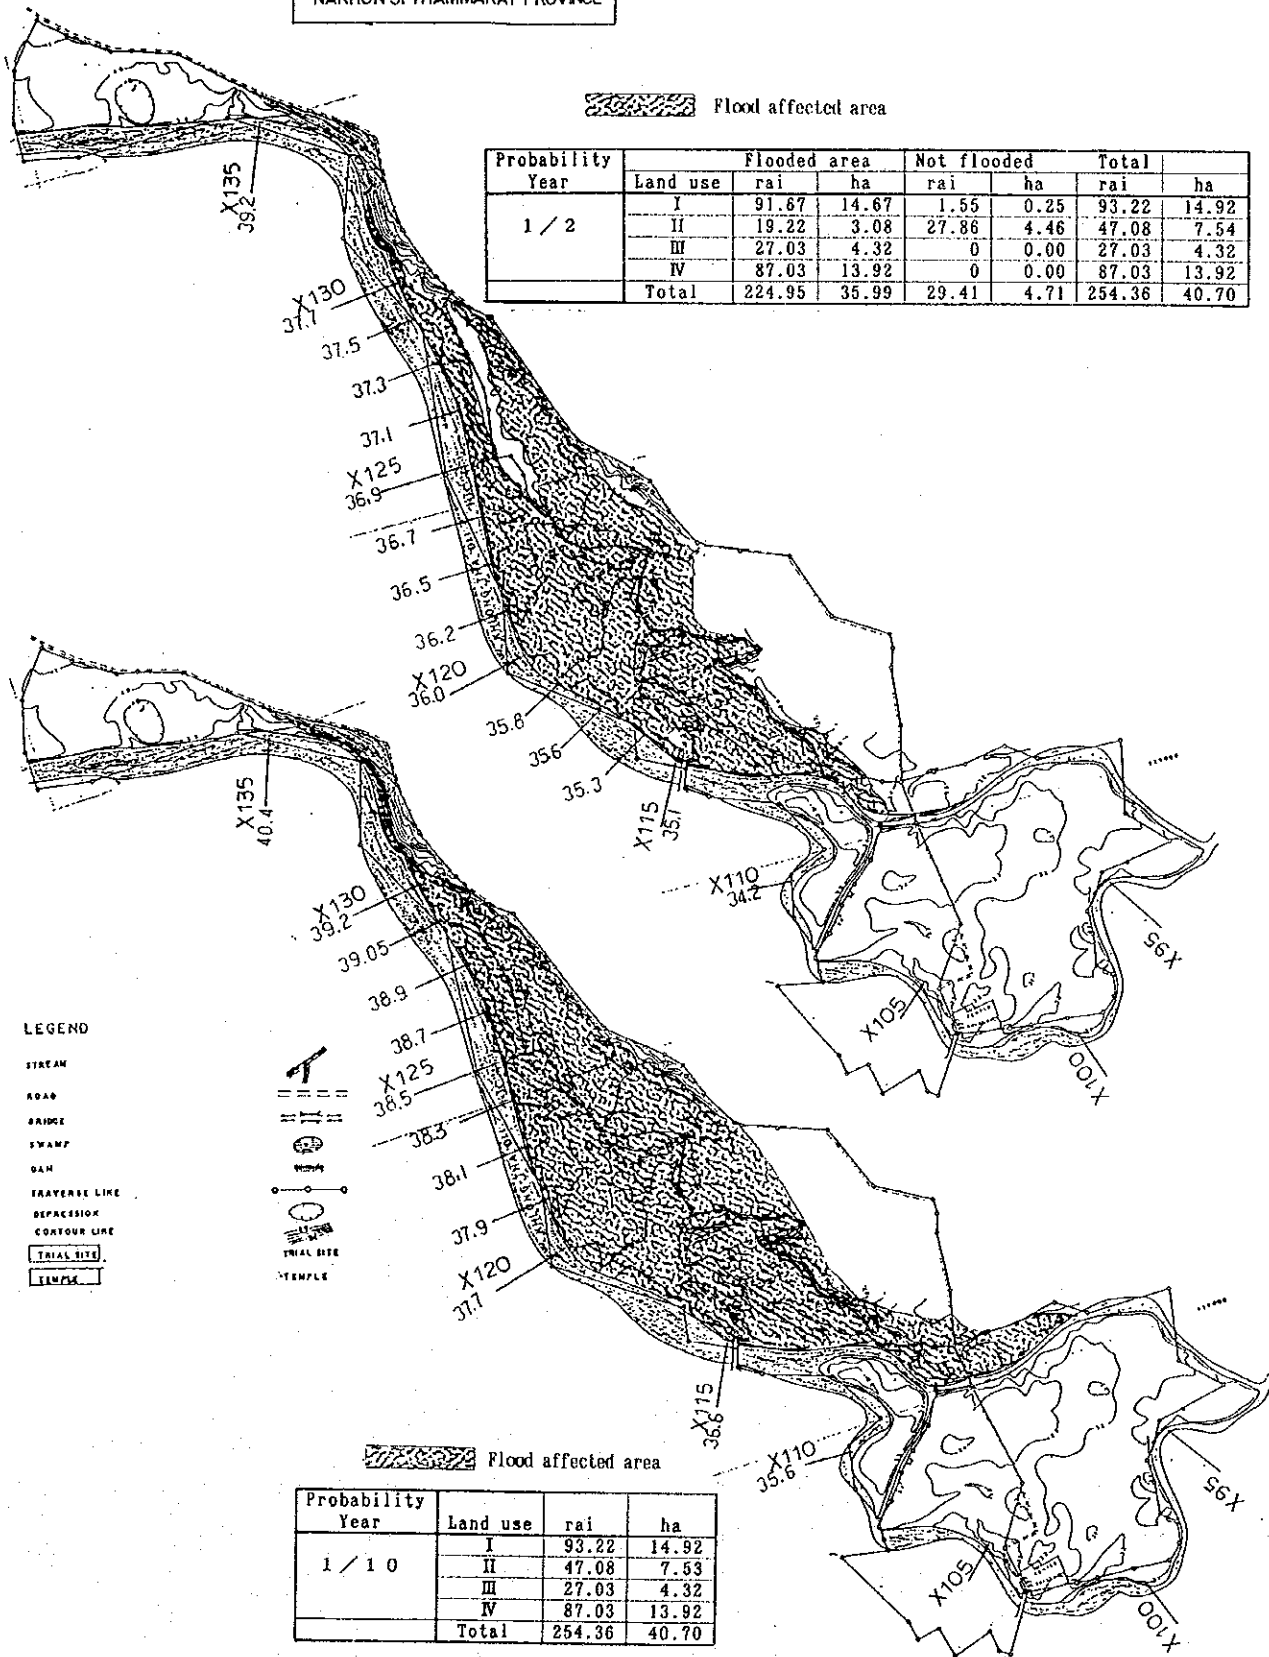 NAKHON SI THAMMARAT PROVINCE
Flood affected area
Probability Year | Land use | Flooded area rai | ha | Not flooded rai | ha | Total rai | ha
1 / 2 | I | 91.67 | 14.67 | 1.55 | 0.25 | 93.22 | 14.92
II | 19.22 | 3.08 | 27.86 | 4.46 | 47.08 | 7.54
III | 27.03 | 4.32 | 0 | 0.00 | 27.03 | 4.32
IV | 87.03 | 13.92 | 0 | 0.00 | 87.03 | 13.92
Total | 224.95 | 35.99 | 29.41 | 4.71 | 254.36 | 40.70
X135
39.2
X130
37.7
37.5
37.3
37.1
X125
36.9
36.7
36.5
36.2
X120
36.0
35.8
35.6
35.3
X115
35.1
X110
34.2
X105
X100
X95
X135
40.4
X130
39.2
39.05
38.9
38.7
X125
38.5
38.3
38.1
37.9
X120
37.7
X115
36.6
X110
35.6
X105
X100
X95
LEGEND
STREAM
ROAD
BRIDGE
SWAMP
DAM
TRAVERSE LINE
DEPRESSION
CONTOUR LINE
TRIAL SITE TRIAL SITE
TEMPLE TEMPLE
Flood affected area
Probability Year | Land use | rai | ha
1 / 10 | I | 93.22 | 14.92
II | 47.08 | 7.53
III | 27.03 | 4.32
IV | 87.03 | 13.92
Total | 254.36 | 40.70